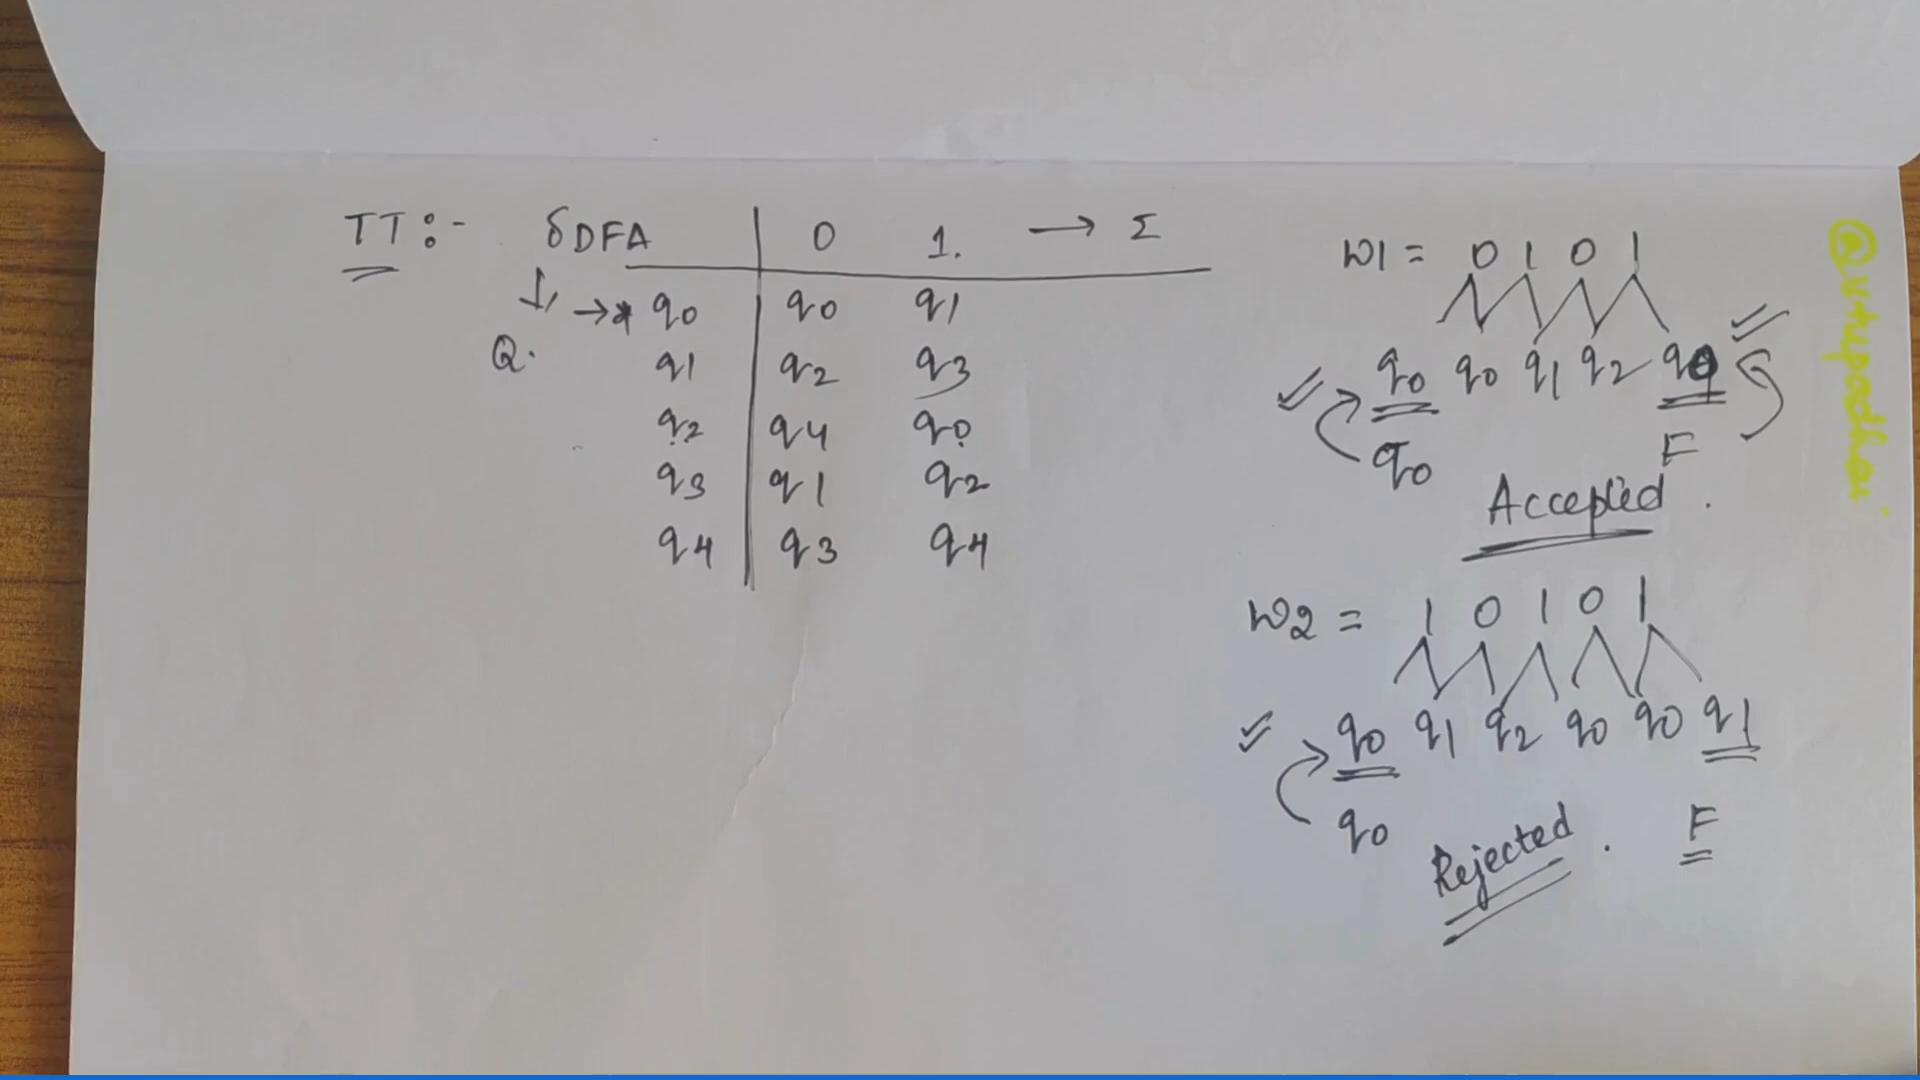 TT:- δDFA 0 1. → Σ
Q.
→* q0 q0 q1
q1 q2 q3
q2 q4 q0
q3 q1 q2
q4 q3 q4
w1 = 0 1 0 1
q0 q0 q1 q2 q0
q0 F
Accepted.
w2 = 1 0 1 0 1
q0 q1 q2 q0 q0 q1
q0 F
Rejected.
@vtupadhai